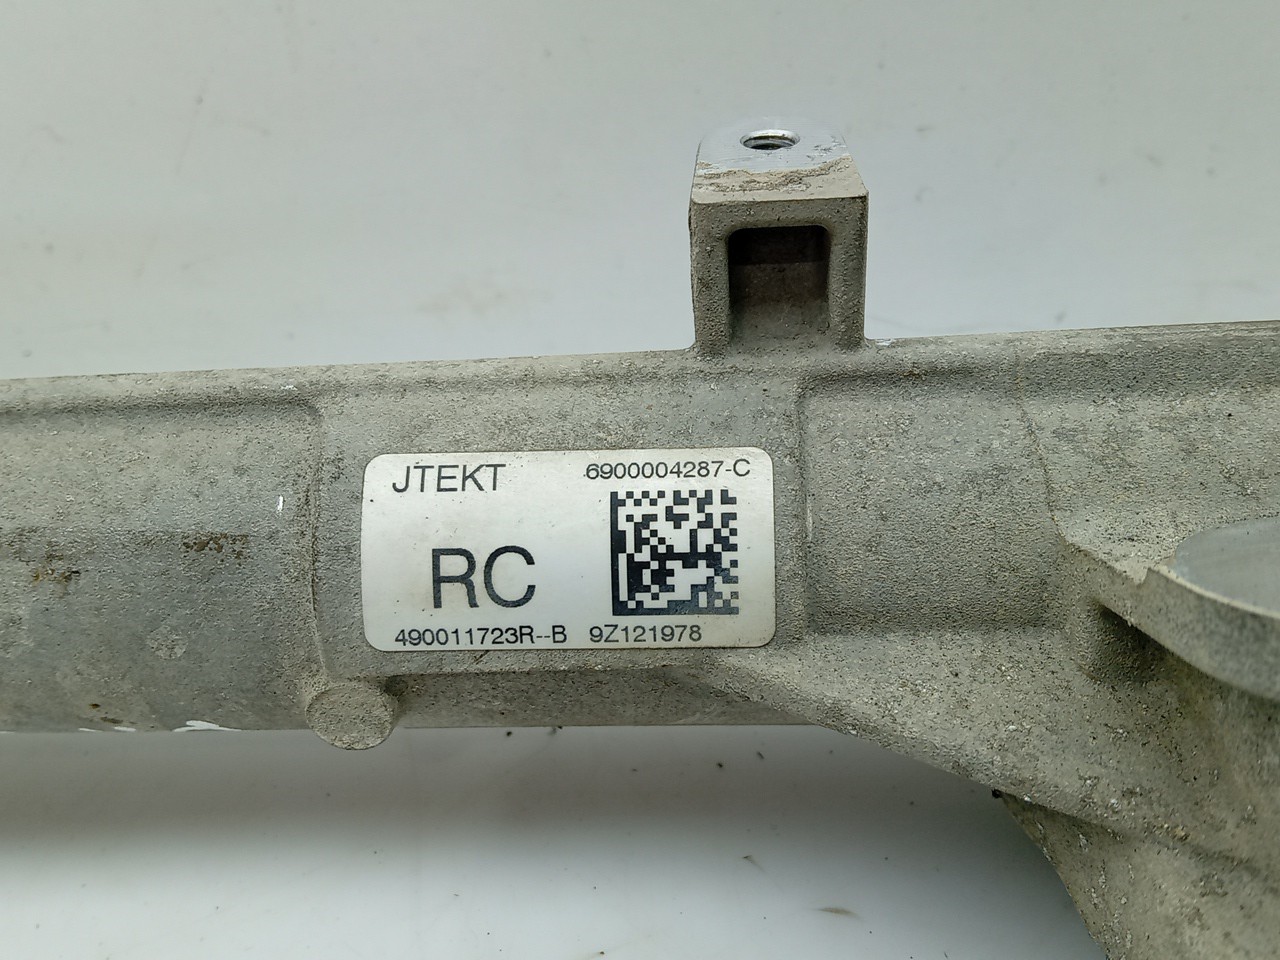 JTEKT 6900004287-C
RC
490011723R--B 9Z121978